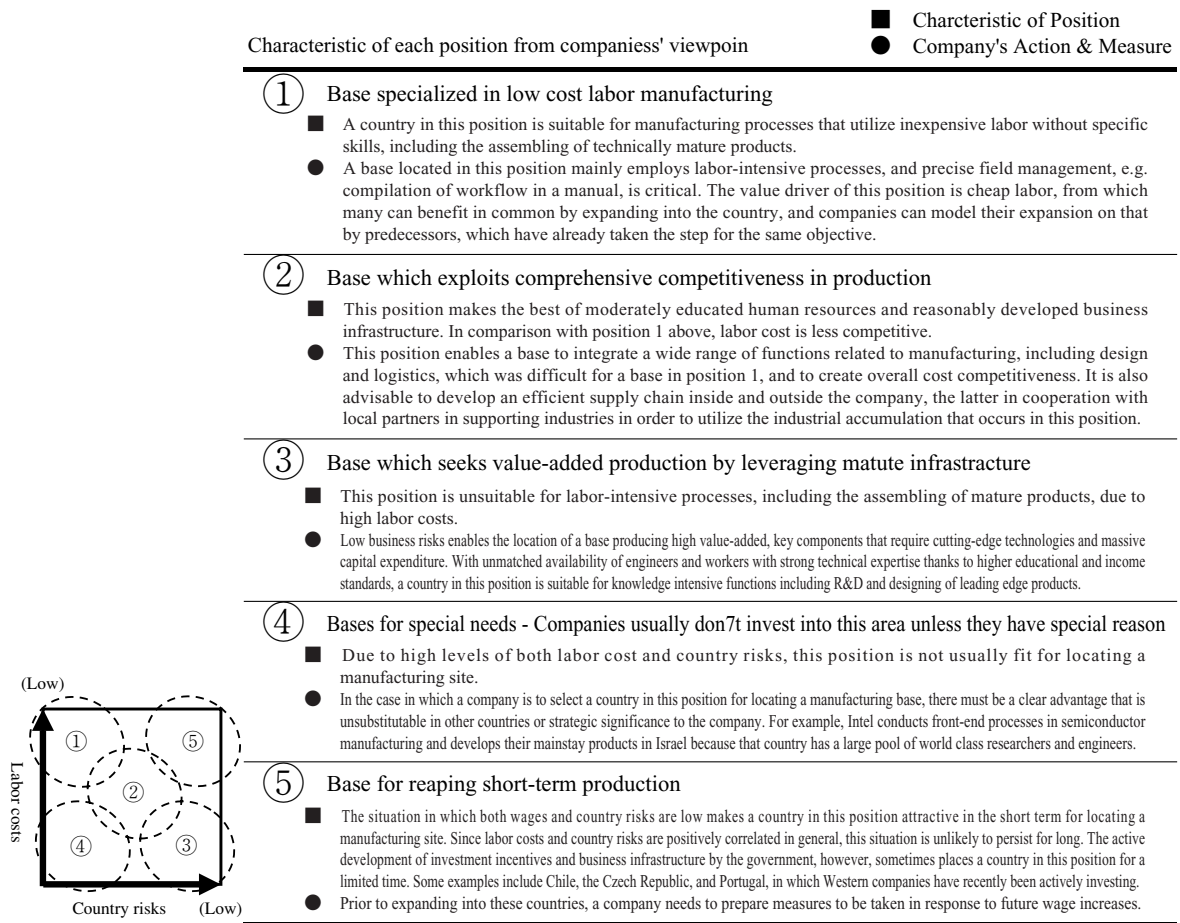 ■ Charcteristic of Position
Characteristic of each position from companiess' viewpoin
● Company's Action & Measure
① Base specialized in low cost labor manufacturing
■ A country in this position is suitable for manufacturing processes that utilize inexpensive labor without specific
skills, including the assembling of technically mature products.
● A base located in this position mainly employs labor-intensive processes, and precise field management, e.g.
compilation of workflow in a manual, is critical. The value driver of this position is cheap labor, from which
many can benefit in common by expanding into the country, and companies can model their expansion on that
by predecessors, which have already taken the step for the same objective.
② Base which exploits comprehensive competitiveness in production
■ This position makes the best of moderately educated human resources and reasonably developed business
infrastructure. In comparison with position 1 above, labor cost is less competitive.
● This position enables a base to integrate a wide range of functions related to manufacturing, including design
and logistics, which was difficult for a base in position 1, and to create overall cost competitiveness. It is also
advisable to develop an efficient supply chain inside and outside the company, the latter in cooperation with
local partners in supporting industries in order to utilize the industrial accumulation that occurs in this position.
③ Base which seeks value-added production by leveraging matute infrastracture
■ This position is unsuitable for labor-intensive processes, including the assembling of mature products, due to
high labor costs.
● Low business risks enables the location of a base producing high value-added, key components that require cutting-edge technologies and massive
capital expenditure. With unmatched availability of engineers and workers with strong technical expertise thanks to higher educational and income
standards, a country in this position is suitable for knowledge intensive functions including R&D and designing of leading edge products.
④ Bases for special needs - Companies usually don7t invest into this area unless they have special reason
■ Due to high levels of both labor cost and country risks, this position is not usually fit for locating a
manufacturing site.
● In the case in which a company is to select a country in this position for locating a manufacturing base, there must be a clear advantage that is
unsubstitutable in other countries or strategic significance to the company. For example, Intel conducts front-end processes in semiconductor
manufacturing and develops their mainstay products in Israel because that country has a large pool of world class researchers and engineers.
⑤ Base for reaping short-term production
■ The situation in which both wages and country risks are low makes a country in this position attractive in the short term for locating a
manufacturing site. Since labor costs and country risks are positively correlated in general, this situation is unlikely to persist for long. The active
development of investment incentives and business infrastructure by the government, however, sometimes places a country in this position for a
limited time. Some examples include Chile, the Czech Republic, and Portugal, in which Western companies have recently been actively investing.
● Prior to expanding into these countries, a company needs to prepare measures to be taken in response to future wage increases.
(Low)
① ⑤
②
④ ③
Labor costs
Country risks (Low)